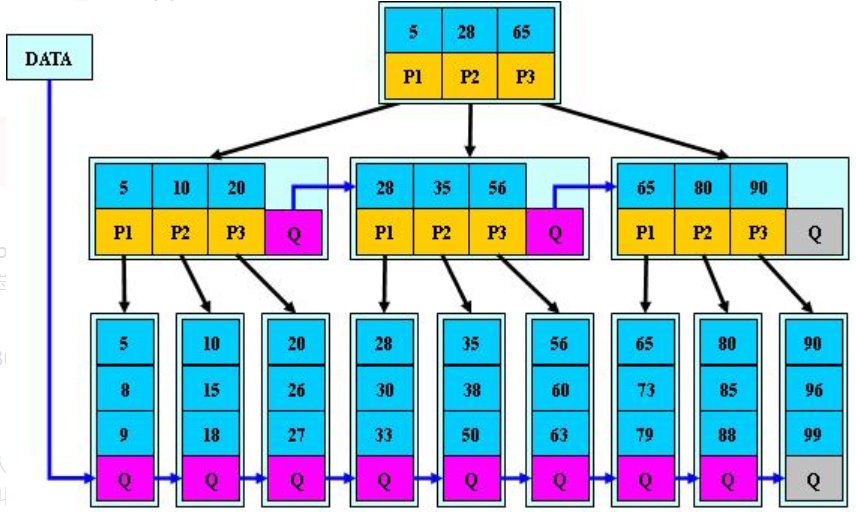 5 28 65
DATA
P1 P2 P3
5 10 20
28 35 56
65 80 90
P1 P2 P3 Q
P1 P2 P3 Q
P1 P2 P3 Q
5 10 20 28 35 56 65 80 90
8 15 26 30 38 60 73 85 96
9 18 27 33 50 63 79 88 99
Q Q Q Q Q Q Q Q Q